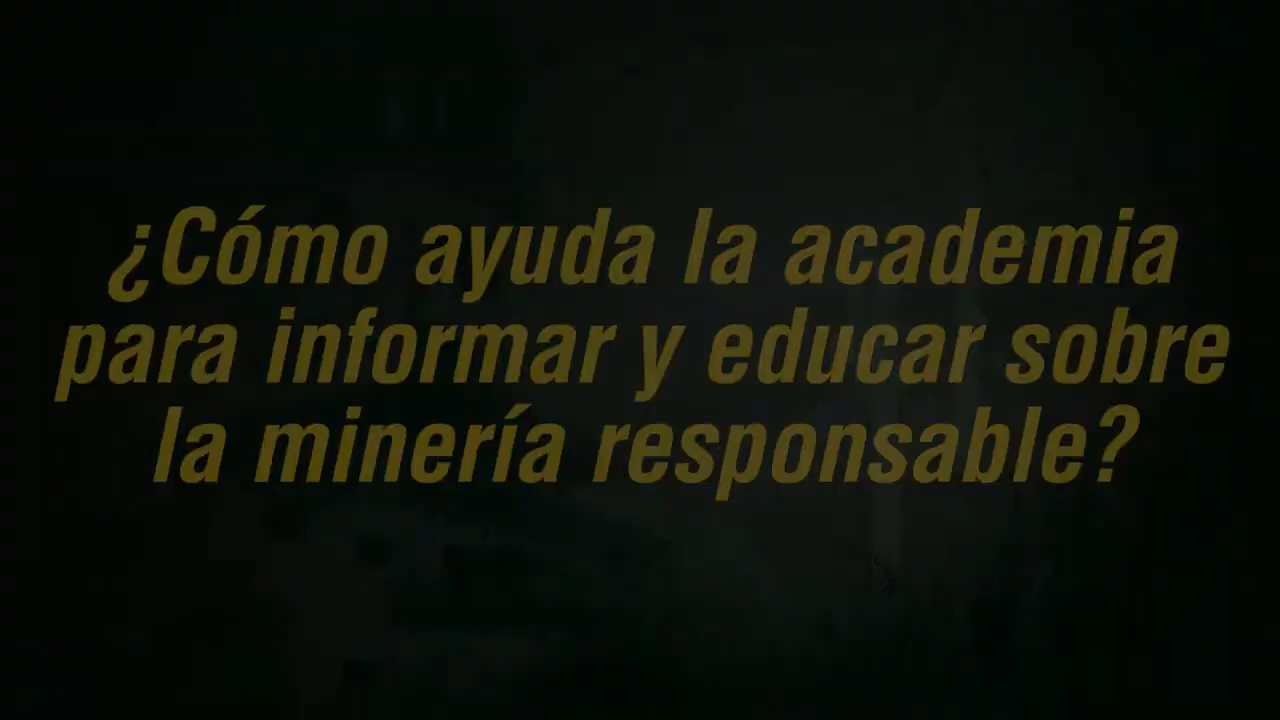 ¿Cómo ayuda la academia
para informar y educar sobre
la minería responsable?